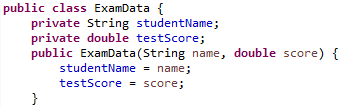 public class ExamData {
    private String studentName;
    private double testScore;
    public ExamData(String name, double score) {
        studentName = name;
        testScore = score;
    }